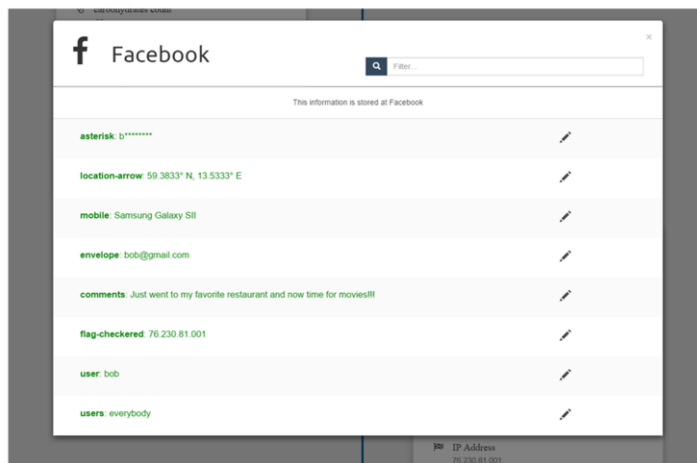 carbohydrates count
×
f Facebook
Filter...
This information is stored at Facebook
asterisk: b********
location-arrow: 59.3833° N, 13.5333° E
mobile: Samsung Galaxy SII
envelope: bob@gmail.com
comments: Just went to my favorite restaurant and now time for movies!!!
flag-checkered: 76.230.81.001
user: bob
users: everybody
IP Address
76.230.81.001